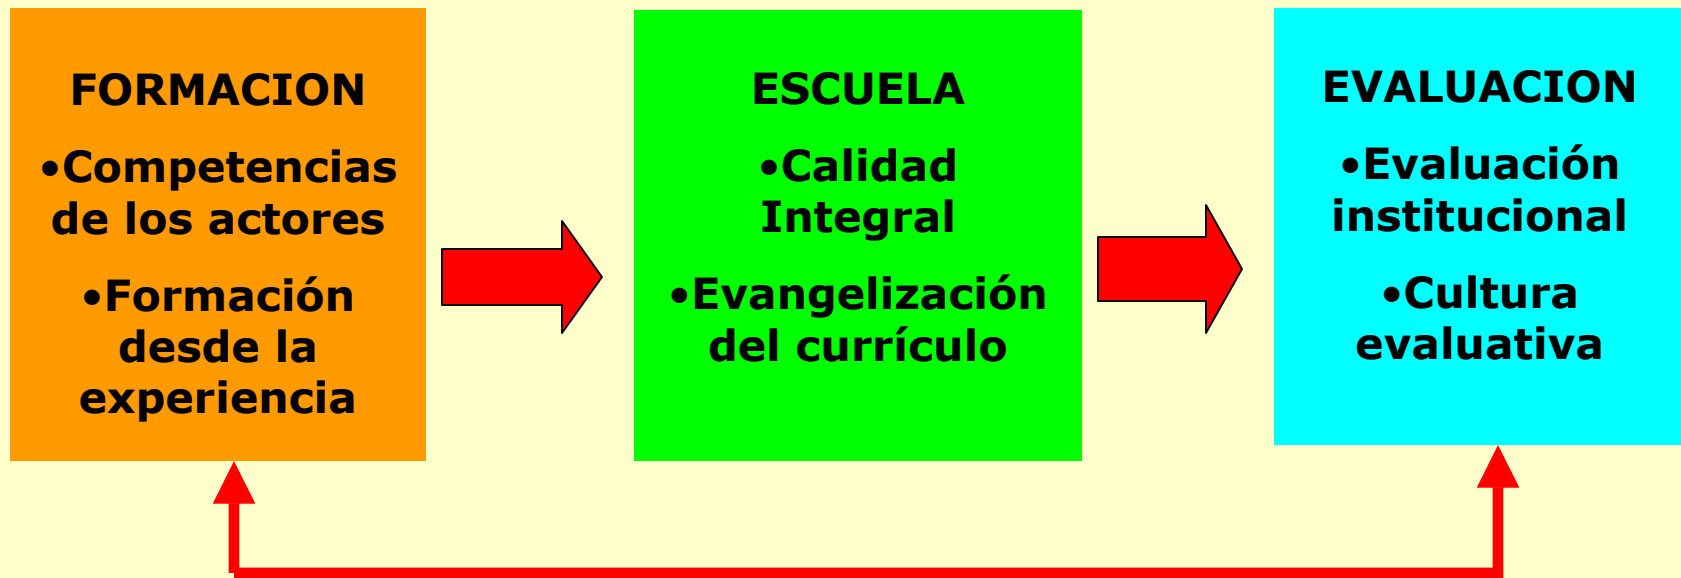 FORMACION
•Competencias
de los actores
•Formación
desde la
experiencia
ESCUELA
•Calidad
Integral
•Evangelización
del currículo
EVALUACION
•Evaluación
institucional
•Cultura
evaluativa